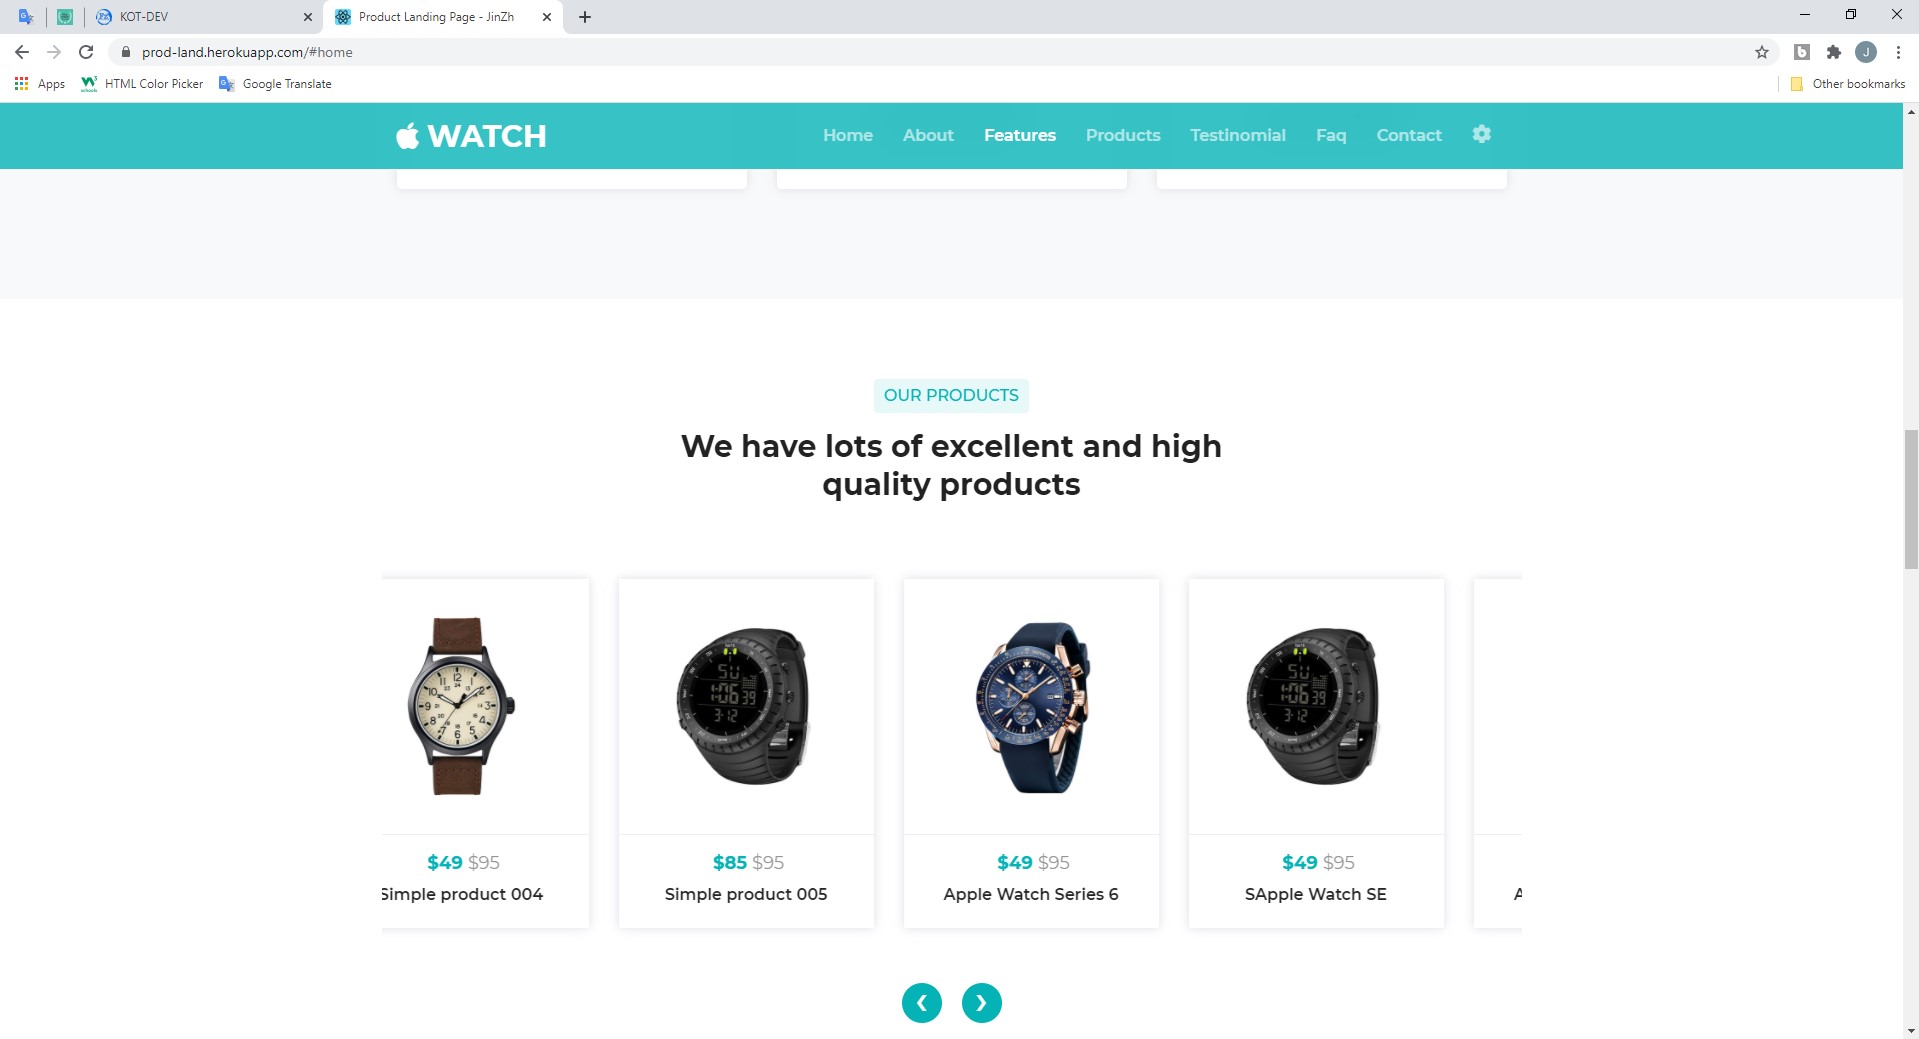 KOT-DEV
Product Landing Page - JinZh
prod-land.herokuapp.com/#home
J
Apps
HTML Color Picker
Google Translate
Other bookmarks
WATCH
Home
About
Features
Products
Testinomial
Faq
Contact
OUR PRODUCTS
We have lots of excellent and high
quality products
$49 $95
Simple product 004
$85 $95
Simple product 005
$49 $95
Apple Watch Series 6
$49 $95
SApple Watch SE
A